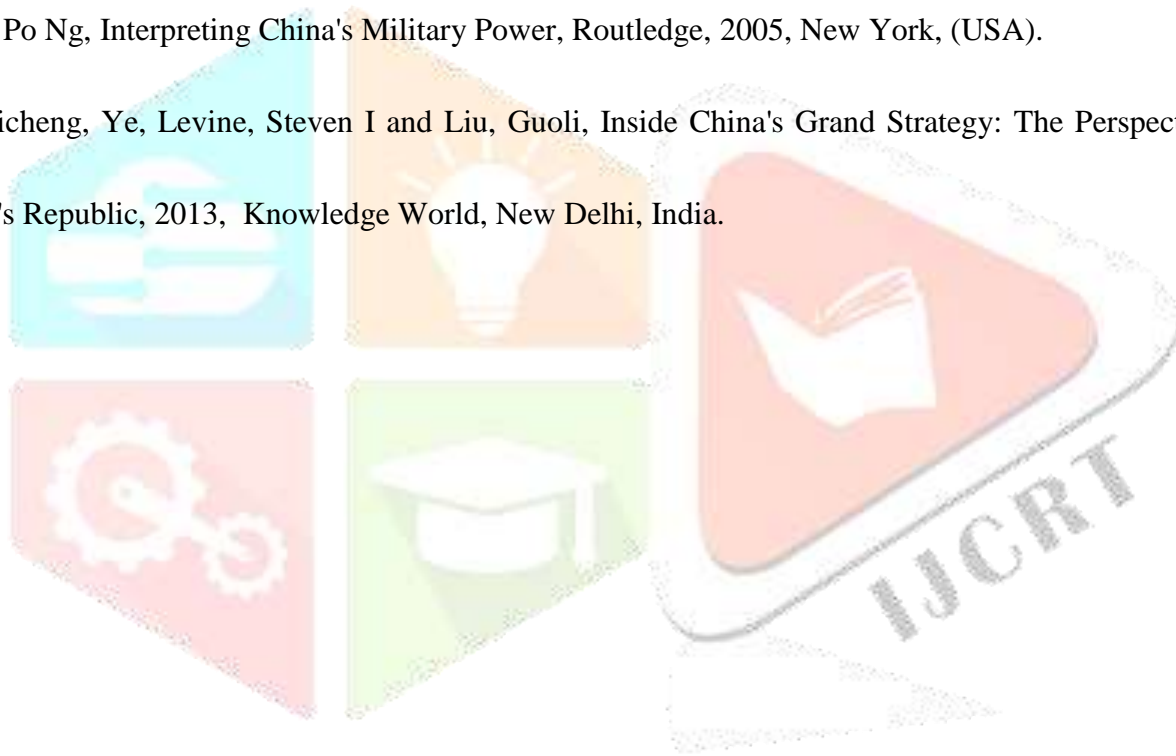 Po Ng, Interpreting China's Military Power, Routledge, 2005, New York, (USA).
icheng, Ye, Levine, Steven I and Liu, Guoli, Inside China's Grand Strategy: The Perspect
's Republic, 2013, Knowledge World, New Delhi, India.
IJCRT